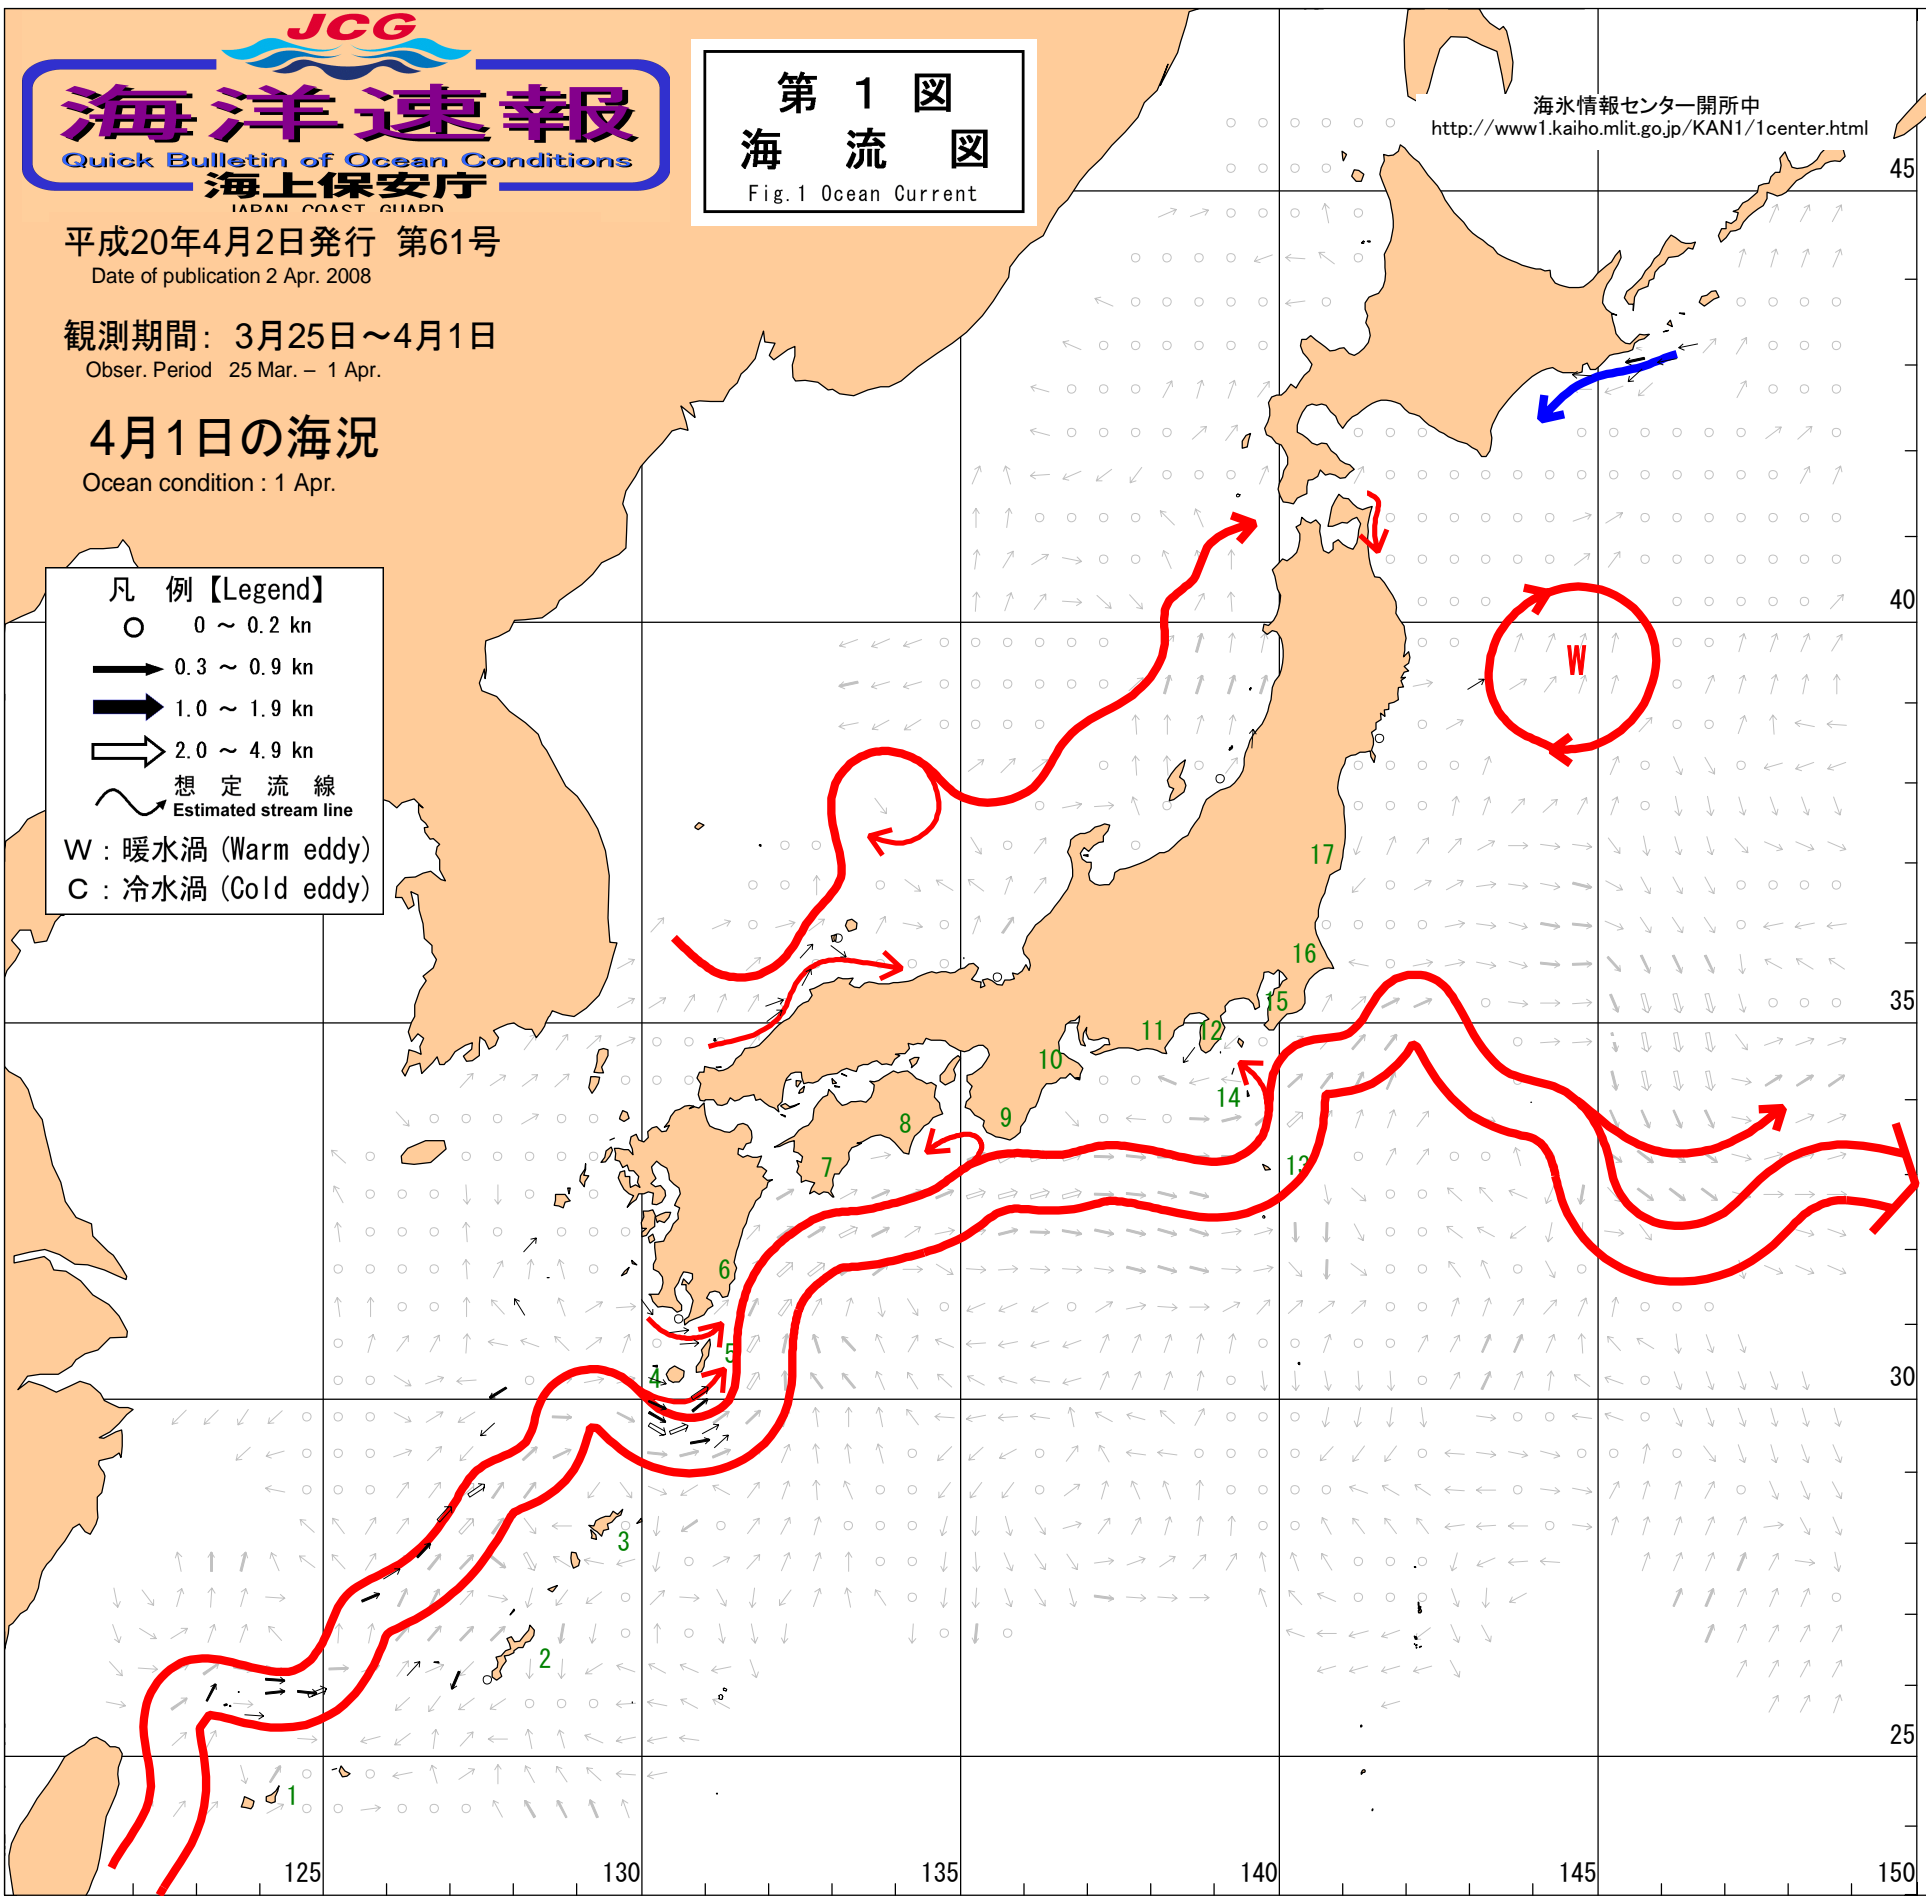 JCG
海洋速報
Quick Bulletin of Ocean Conditions
海上保安庁
JAPAN COAST GUARD
平成20年4月2日発行 第61号
Date of publication 2 Apr. 2008
観測期間: 3月25日～4月1日
Obser. Period 25 Mar. – 1 Apr.
4月1日の海況
Ocean condition : 1 Apr.
第 1 図
海 流 図
Fig.1 Ocean Current
海氷情報センター開所中
http://www1.kaiho.mlit.go.jp/KAN1/1center.html
凡 例【Legend】
0 ～ 0.2 kn
0.3 ～ 0.9 kn
1.0 ～ 1.9 kn
2.0 ～ 4.9 kn
想 定 流 線
Estimated stream line
W : 暖水渦 (Warm eddy)
C : 冷水渦 (Cold eddy)
45
40
W
17
16
35
15
12
11
10
14
9
8
7
13
6
5
4
30
3
2
25
1
125
130
135
140
145
150